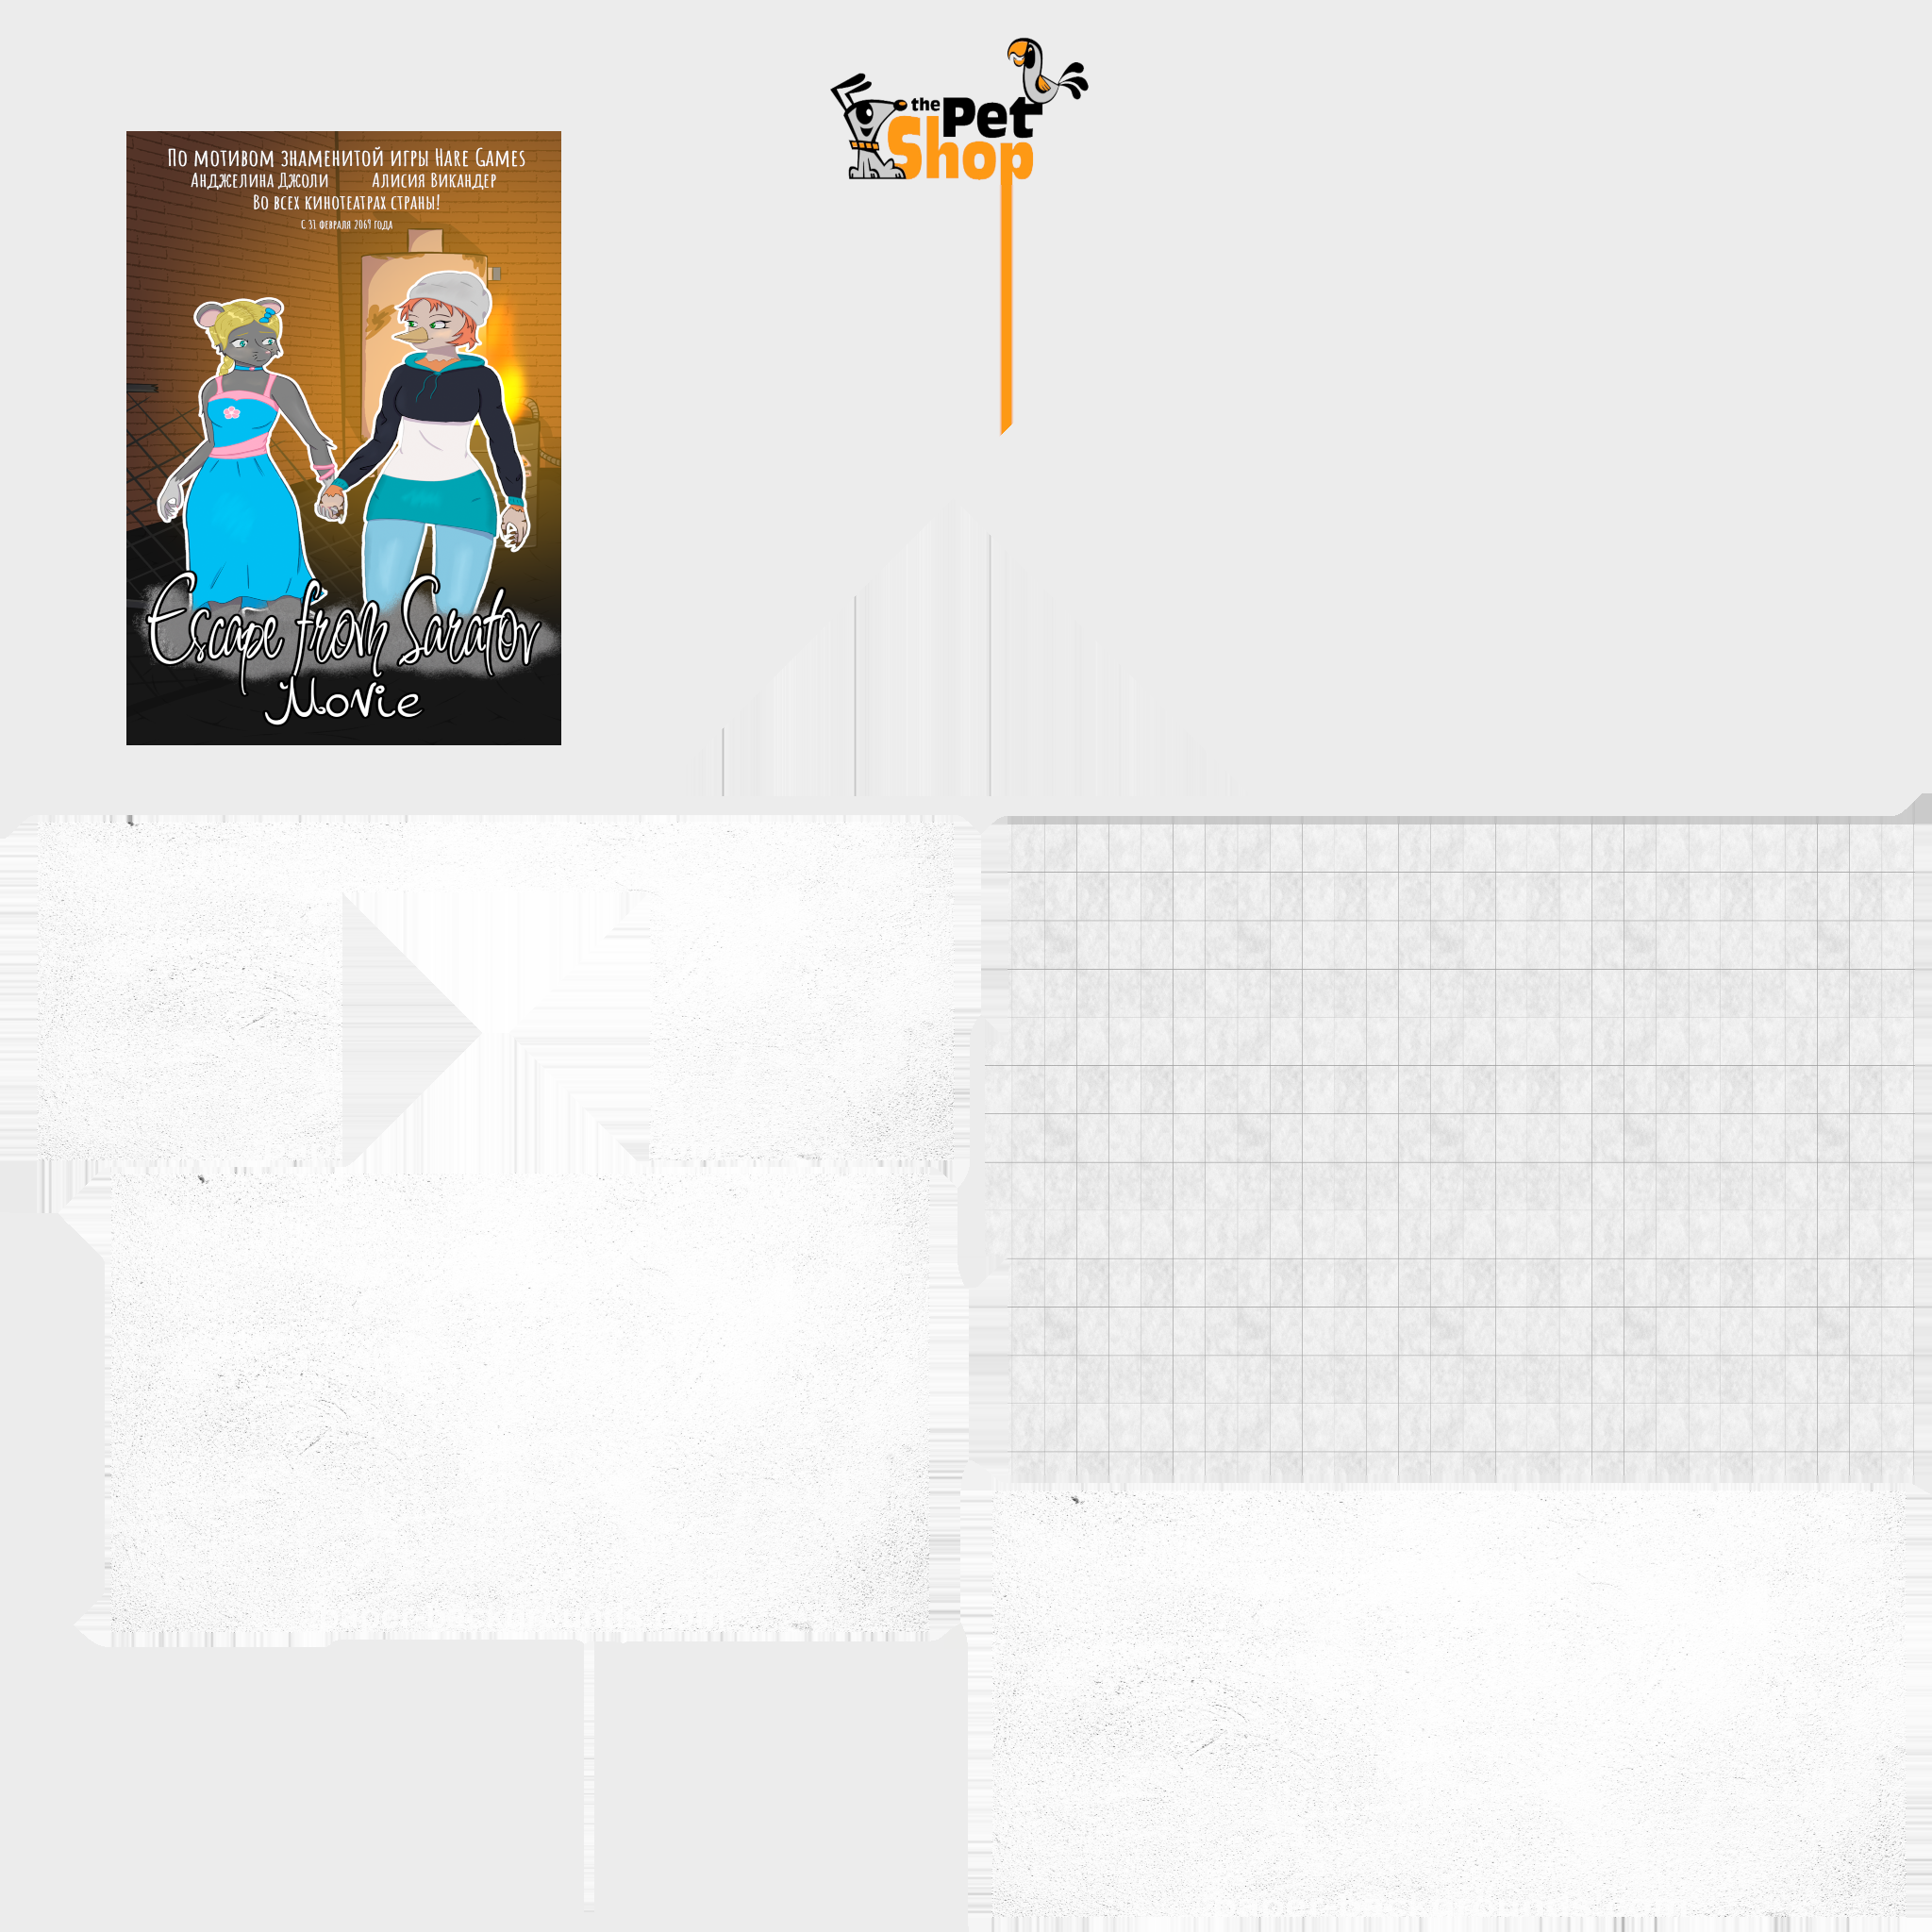 the Pet
Shop
По мотивом знаменитой игры Hare Games
Анджелина Джоли Алисия Викандер
Во всех кинотеатрах страны!
С 31 февраля 2069 года
Escape from Saratov
Movie